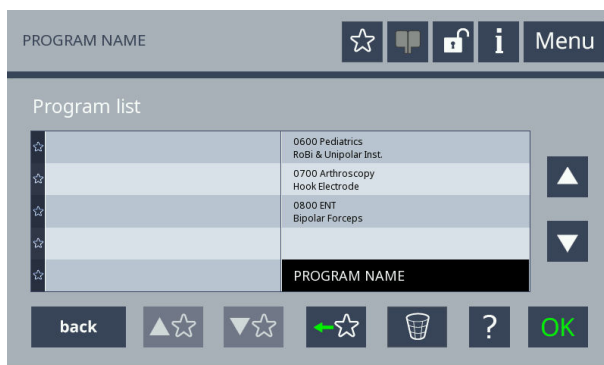 PROGRAM NAME
i
Menu
Program list
0600 Pediatrics
RoBi & Unipolar Inst.
0700 Arthroscopy
Hook Electrode
0800 ENT
Bipolar Forceps
PROGRAM NAME
back
?
OK